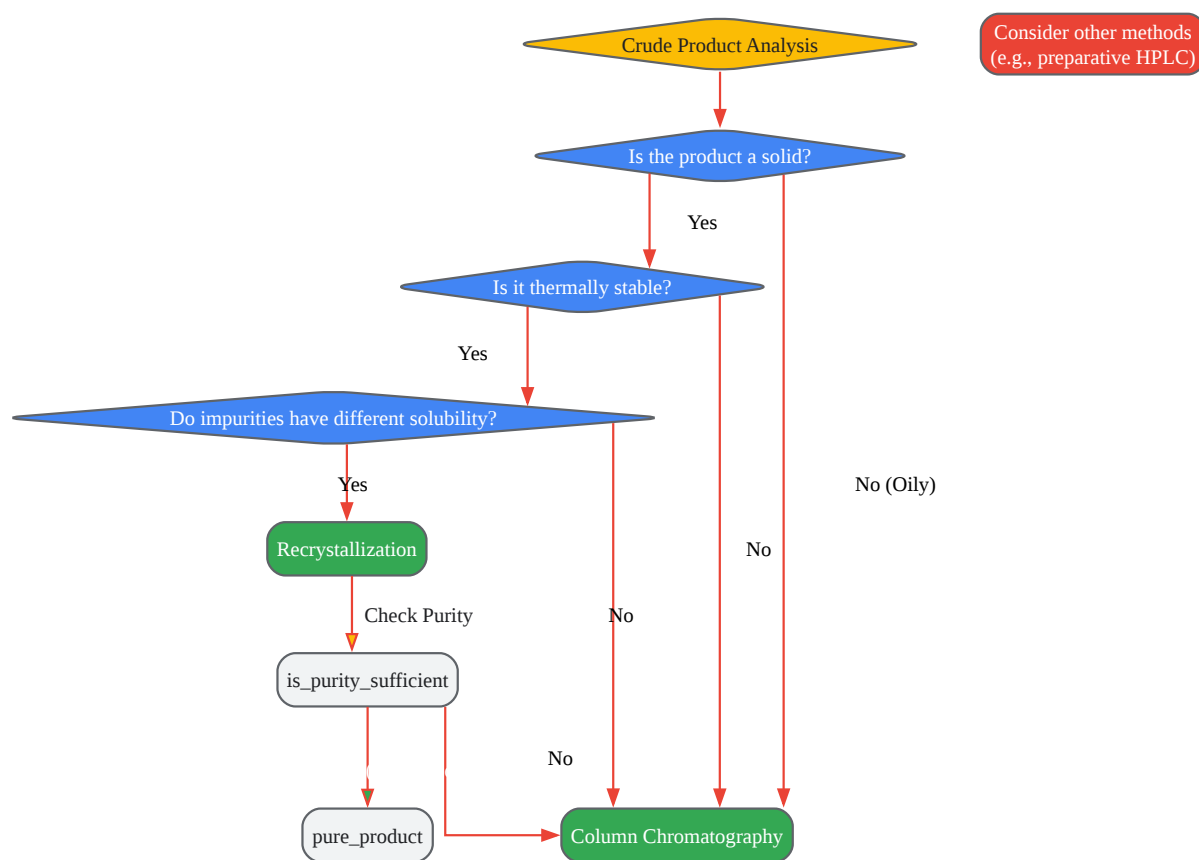 Crude Product Analysis
Consider other methods
(e.g., preparative HPLC)
Is the product a solid?
Yes
Is it thermally stable?
Yes
Do impurities have different solubility?
Yes
No (Oily)
Recrystallization
No
Check Purity
No
is_purity_sufficient
No
pure_product
Column Chromatography